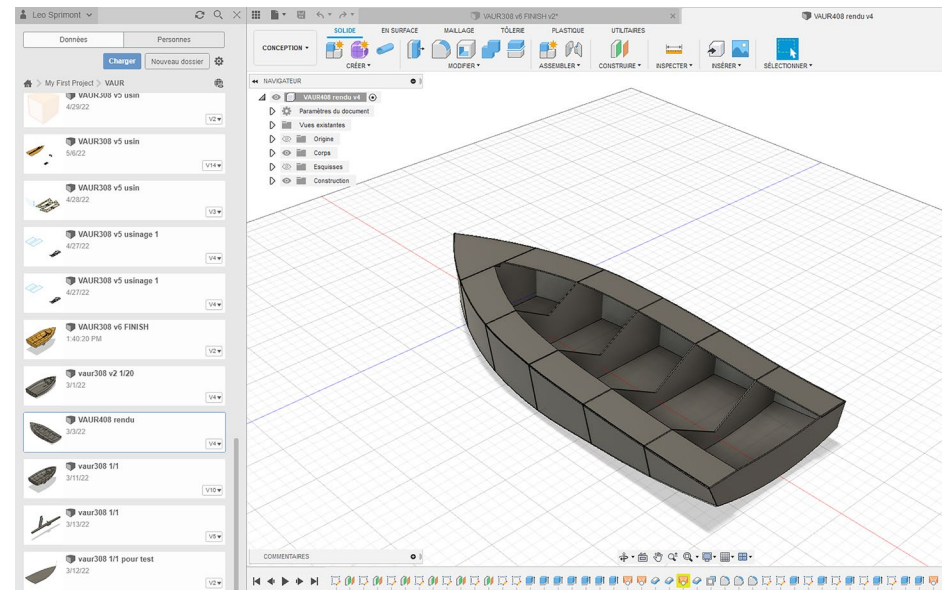 Leo Sprimont
Données
Personnes
Charger
Nouveau dossier
My First Project > VAUR
VAUR308 v5 usin
4/29/22
V2
VAUR308 v5 usin
5/6/22
V14
VAUR308 v5 usin
4/28/22
V3
VAUR308 v5 usinage 1
4/27/22
V4
VAUR308 v5 usinage 1
4/27/22
V4
VAUR308 v6 FINISH
1:40:20 PM
V2
vaur308 v2 1/20
3/1/22
V4
VAUR408 rendu
3/3/22
V4
vaur308 1/1
3/11/22
V10
vaur308 1/1
3/13/22
V5
vaur308 1/1 pour test
3/12/22
V2
VAUR308 v6 FINISH v2*
VAUR408 rendu v4
CONCEPTION
SOLIDE
EN SURFACE
MAILLAGE
TÔLERIE
PLASTIQUE
UTILITAIRES
CRÉER
MODIFIER
ASSEMBLER
CONSTRUIRE
INSPECTER
INSÉRER
SÉLECTIONNER
NAVIGATEUR
VAUR408 rendu v4
Paramètres du document
Vues existantes
Origine
Corps
Esquisses
Construction
COMMENTAIRES